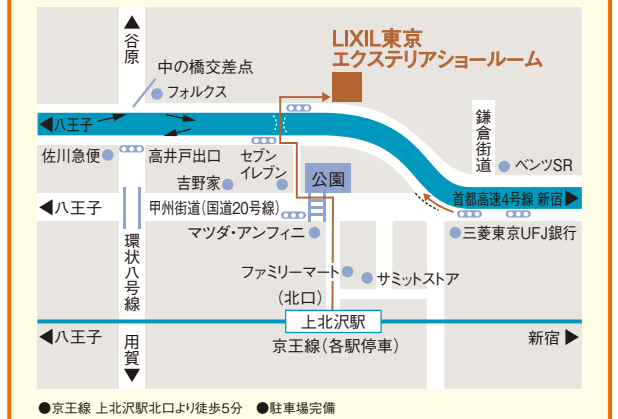 ▲
谷原
LIXIL東京
エクステリアショールーム
中の橋交差点
フォルクス
◀八王子
鎌倉街道
佐川急便
高井戸出口
セブン
イレブン
ベンツSR
吉野家
公園
首都高速4号線 新宿▶
◀八王子
甲州街道(国道20号線)
マツダ・アンフィニ
三菱東京UFJ銀行
環状八号線
ファミリーマート
サミットストア
(北口)
上北沢駅
◀八王子
用賀
▼
京王線(各駅停車)
新宿▶
●京王線 上北沢駅北口より徒歩5分 ●駐車場完備